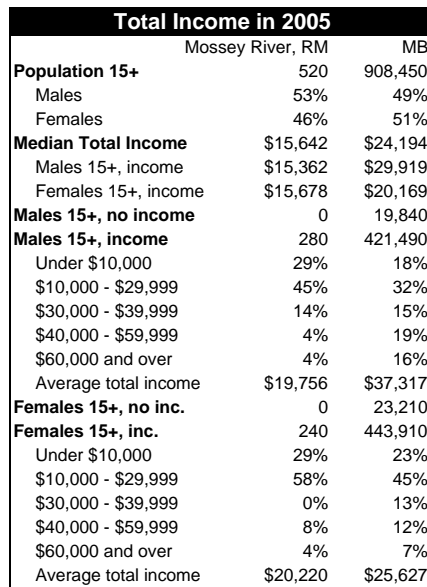 Total Income in 2005
Mossey River, RM MB
Population 15+ 520 908,450
Males 53% 49%
Females 46% 51%
Median Total Income $15,642 $24,194
Males 15+, income $15,362 $29,919
Females 15+, income $15,678 $20,169
Males 15+, no income 0 19,840
Males 15+, income 280 421,490
Under $10,000 29% 18%
$10,000 - $29,999 45% 32%
$30,000 - $39,999 14% 15%
$40,000 - $59,999 4% 19%
$60,000 and over 4% 16%
Average total income $19,756 $37,317
Females 15+, no inc. 0 23,210
Females 15+, inc. 240 443,910
Under $10,000 29% 23%
$10,000 - $29,999 58% 45%
$30,000 - $39,999 0% 13%
$40,000 - $59,999 8% 12%
$60,000 and over 4% 7%
Average total income $20,220 $25,627